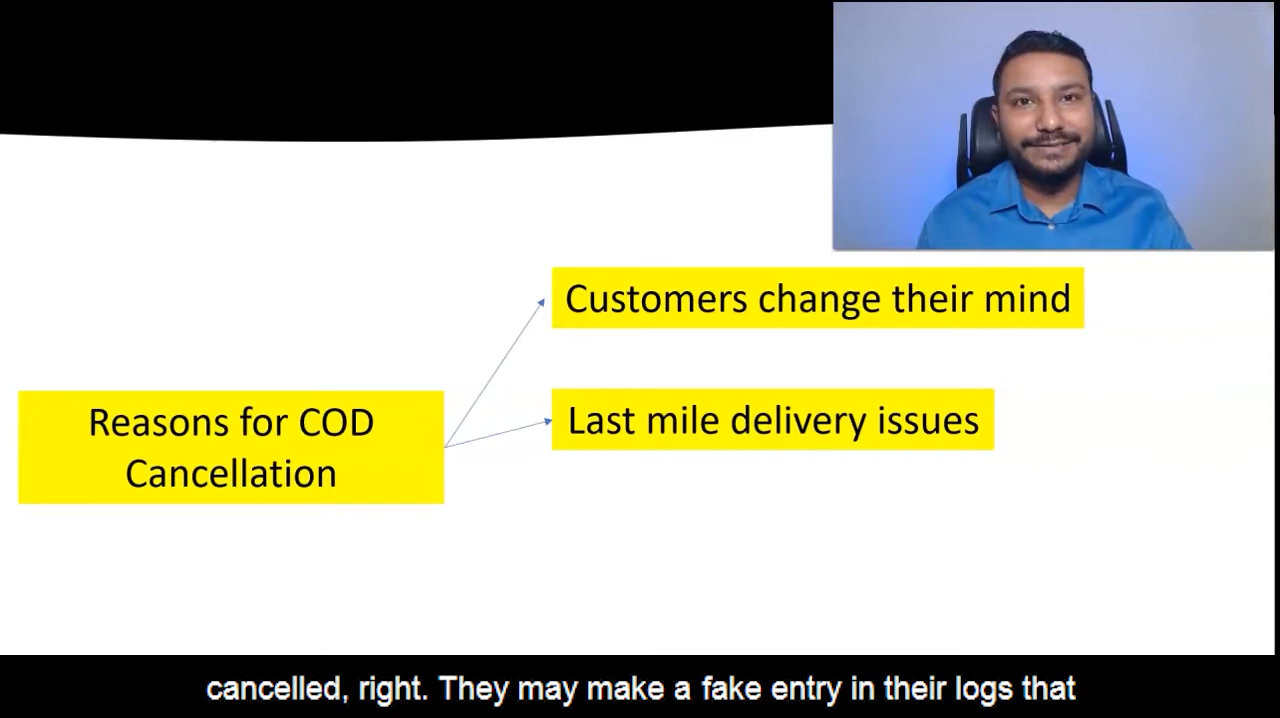 Customers change their mind
Last mile delivery issues
Reasons for COD
Cancellation
cancelled, right. They may make a fake entry in their logs that